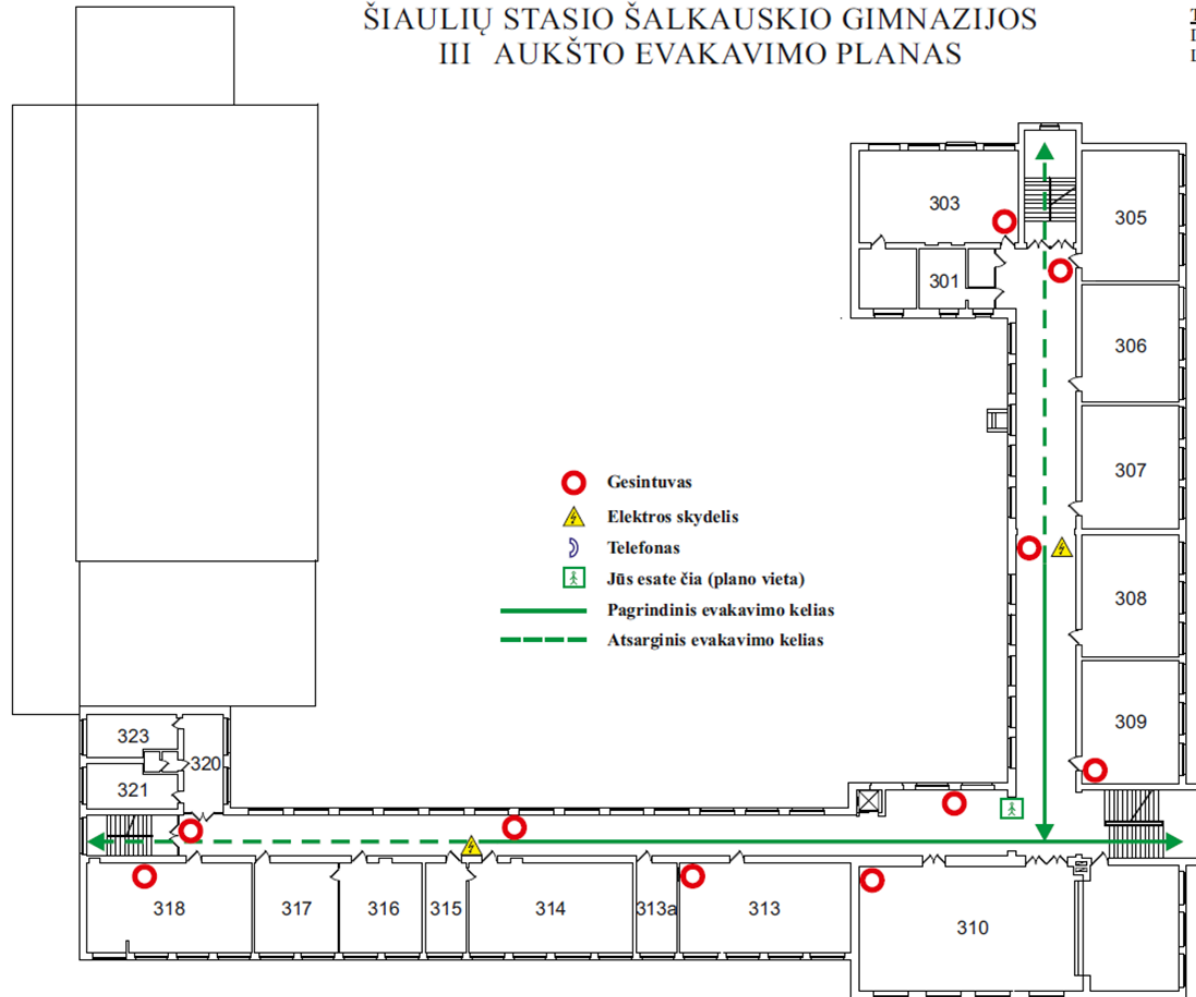 ŠIAULIŲ STASIO ŠALKAUSKIO GIMNAZIJOS
III AUKŠTO EVAKAVIMO PLANAS
303
305
301
306
307
Gesintuvas
Elektros skydelis
Telefonas
Jūs esate čia (plano vieta)
Pagrindinis evakavimo kelias
Atsarginis evakavimo kelias
308
309
323
320
321
318
317
316
315
314
313a
313
310